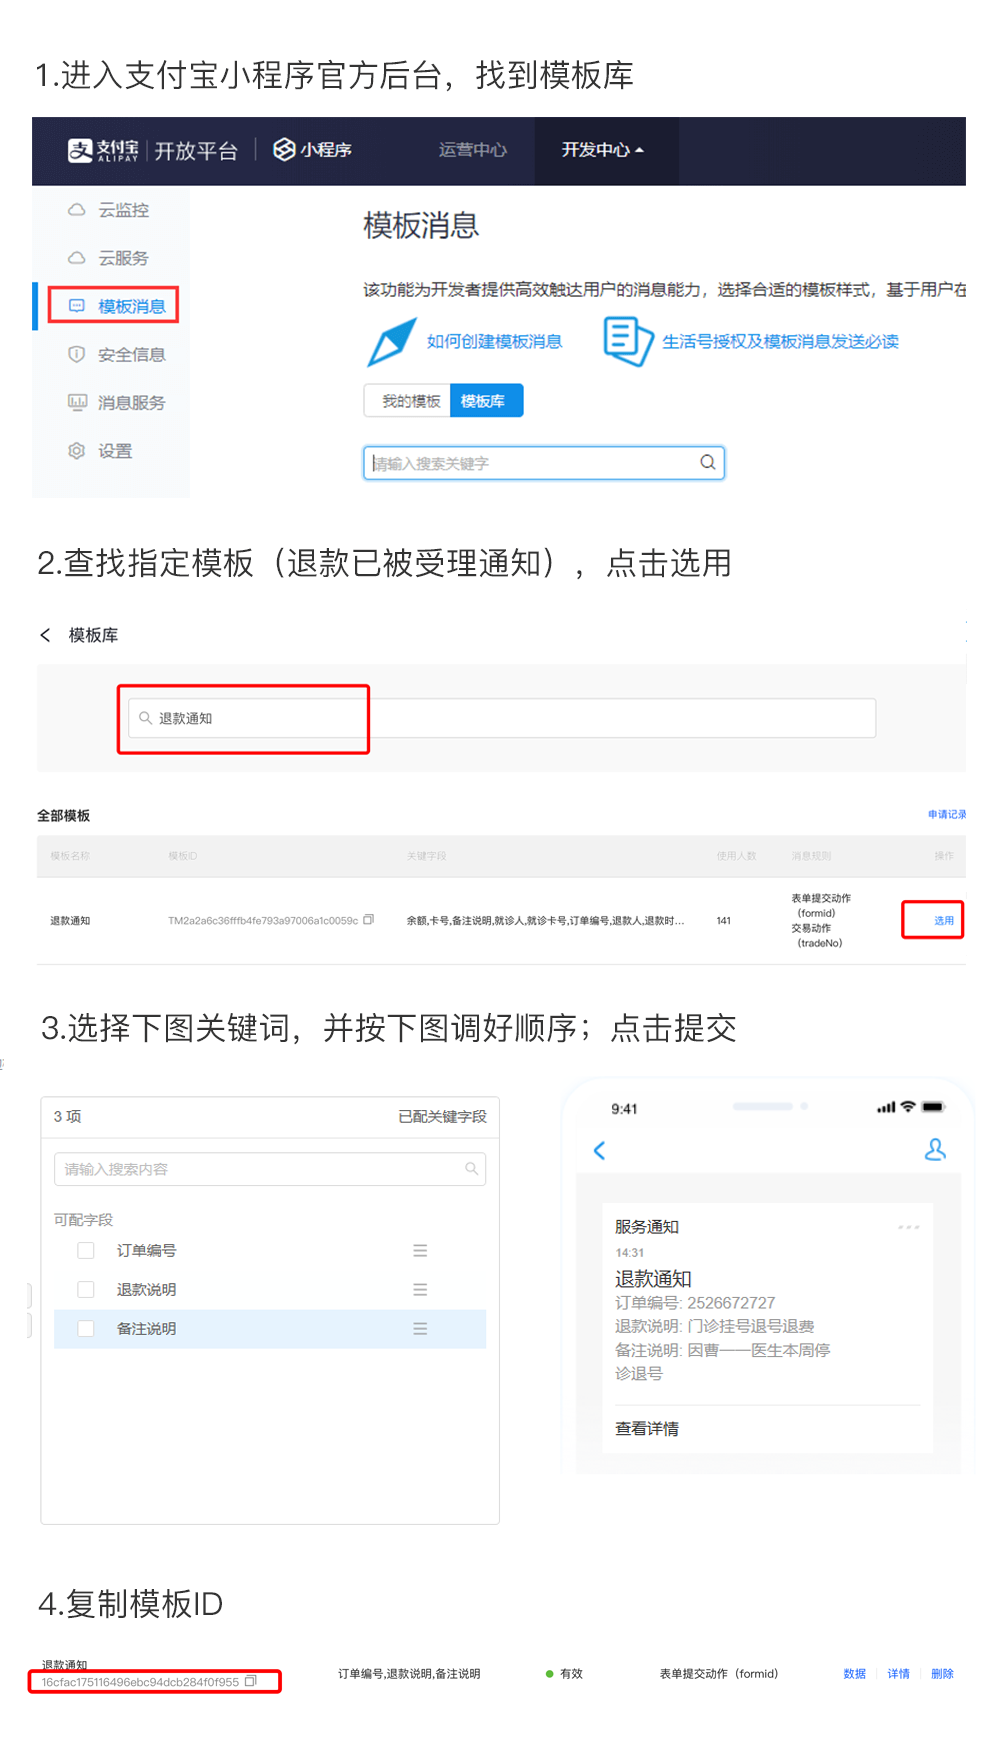 1.进入支付宝小程序官方后台，找到模板库
支付宝 ALIPAY 开放平台 小程序 运营中心 开发中心
云监控
云服务
模板消息
安全信息
消息服务
设置
模板消息
该功能为开发者提供高效触达用户的消息能力，选择合适的模板样式，基于用户在
如何创建模板消息 生活号授权及模板消息发送必读
我的模板 模板库
请输入搜索关键字
2.查找指定模板（退款已被受理通知），点击选用
模板库
退款通知
全部模板 申请记录
模板名称 模板ID 关键字段 使用人数 消息规则 操作
退款通知 TM2a2a6c36fffb4fe793a97006a1c0059c 余额,卡号,备注说明,就诊人,就诊卡号,订单编号,退款人,退款时... 141 选用
表单提交动作
（formid）
交易动作
（tradeNo）
3.选择下图关键词，并按下图调好顺序；点击提交
3 项 已配关键字段
请输入搜索内容
可配字段
订单编号
退款说明
备注说明
9:41
服务通知
14:31
退款通知
订单编号: 2526672727
退款说明: 门诊挂号退号退费
备注说明: 因曹一一医生本周停
诊退号
查看详情
4.复制模板ID
退款通知
16cfac175116496ebc94dcb284f0f955
订单编号,退款说明,备注说明 有效 表单提交动作（formid） 数据 详情 删除